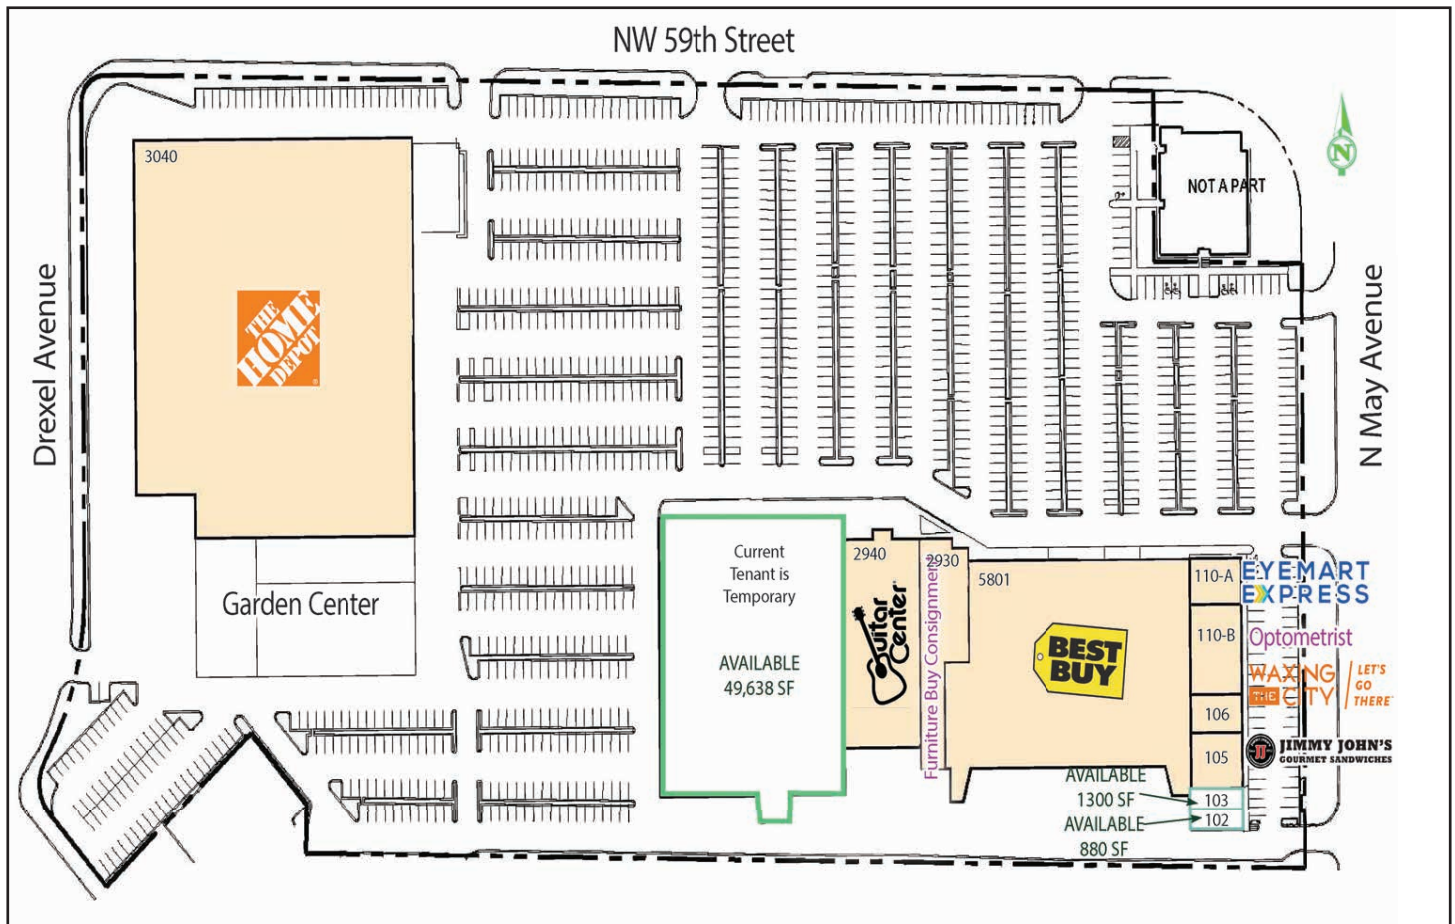 NW 59th Street
Drexel Avenue
N May Avenue
N
NOT A PART
3040
THE
HOME
DEPOT
Garden Center
Current
Tenant is
Temporary
AVAILABLE
49,638 SF
2940
Guitar
Center
2930
Furniture Buy Consignment
5801
BEST
BUY
110-A
EYEMART
EXPRESS
110-B
Optometrist
WAXING
THE CITY
LET'S
GO
THERE
106
105
JJ
JIMMY JOHN'S
GOURMET SANDWICHES
AVAILABLE
1300 SF
103
AVAILABLE
880 SF
102